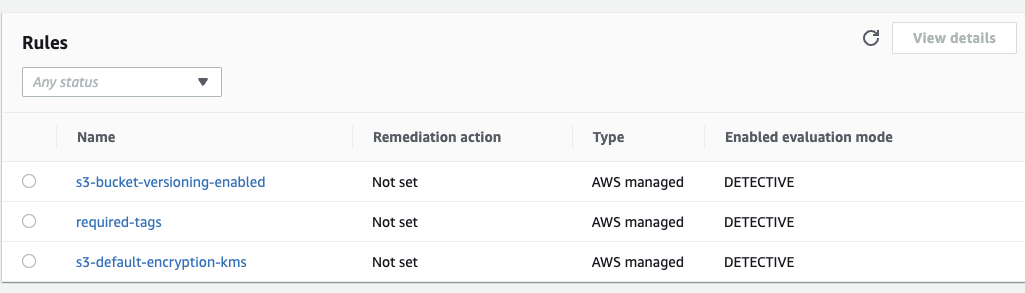 Rules
View details
Any status
Name Remediation action Type Enabled evaluation mode
s3-bucket-versioning-enabled Not set AWS managed DETECTIVE
required-tags Not set AWS managed DETECTIVE
s3-default-encryption-kms Not set AWS managed DETECTIVE